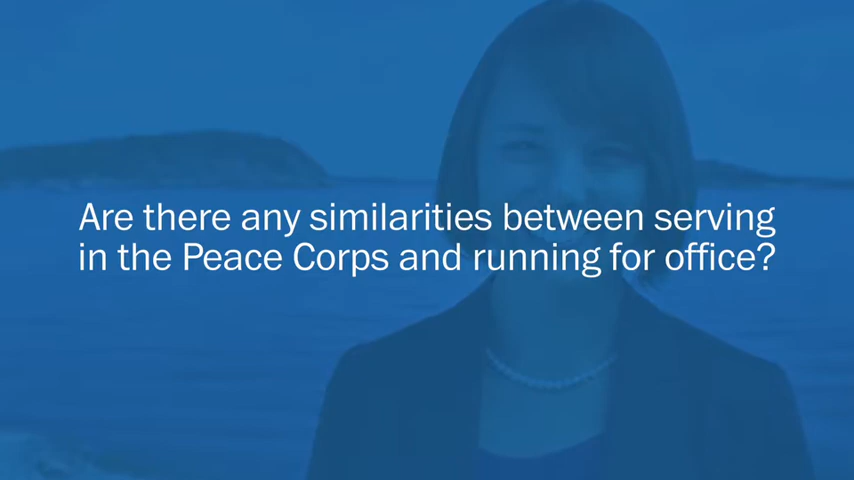 Are there any similarities between serving
in the Peace Corps and running for office?